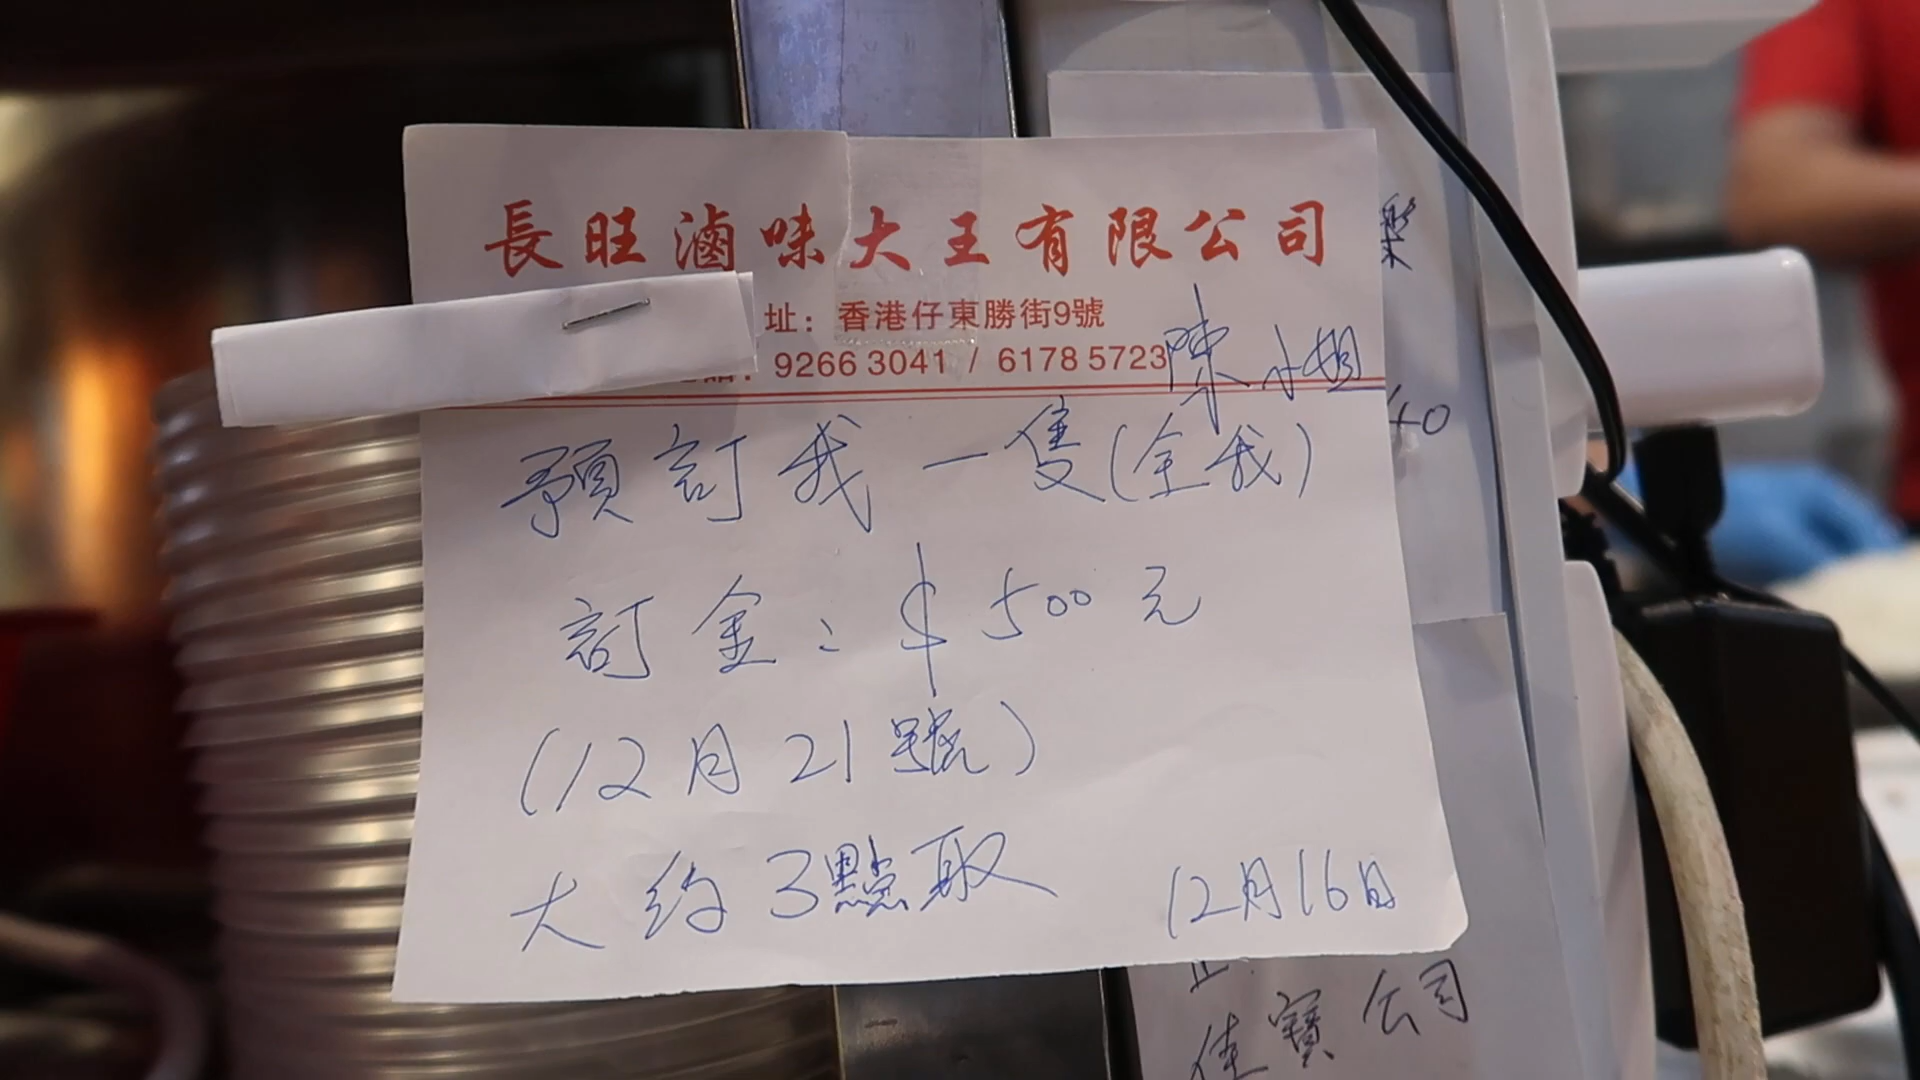 長旺滷味大王有限公司
址：香港仔東勝街9號
9266 3041 / 6178 5723
陳小姐
預訂我一隻(全我)
訂金：$500元
(12月21號)
大約3點取
12月16日
佳寶公司